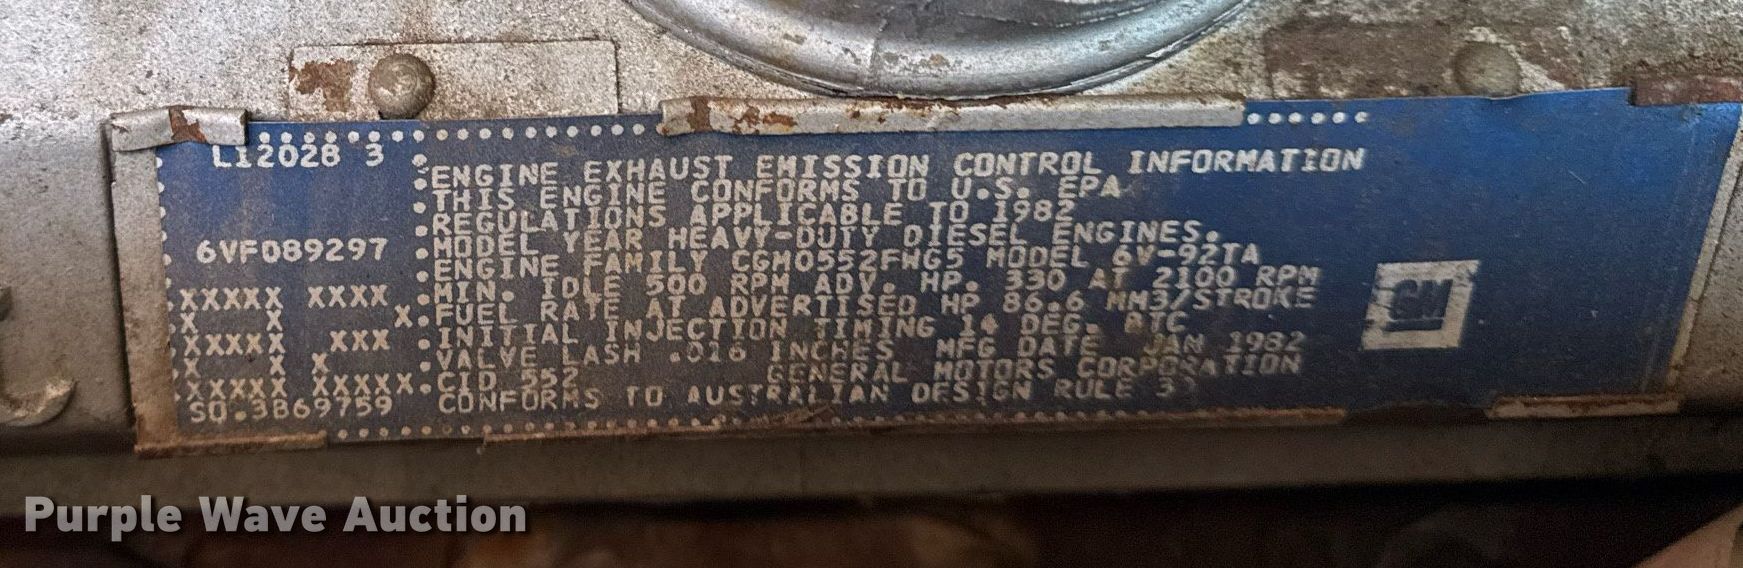 LI2028 3
6VF089297
XXXXX XXXX
X X X
XXXXX XXX
X X X
XXXXX XXXXX
SO.3869759
ENGINE EXHAUST EMISSION CONTROL INFORMATION
THIS ENGINE CONFORMS TO U.S. EPA
REGULATIONS APPLICABLE TO 1982
MODEL YEAR HEAVY-DUTY DIESEL ENGINES.
ENGINE FAMILY CGM0552FWG5 MODEL 6V-92TA
MIN. IDLE 500 RPM ADV. HP. 330 AT 2100 RPM
FUEL RATE AT ADVERTISED HP 86.6 MM3/STROKE
INITIAL INJECTION TIMING 14 DEG. BTC
VALVE LASH .016 INCHES MFG DATE JAN 1982
CID 552 GENERAL MOTORS CORPORATION
CONFORMS TO AUSTRALIAN DESIGN RULE
GM
Purple Wave Auction